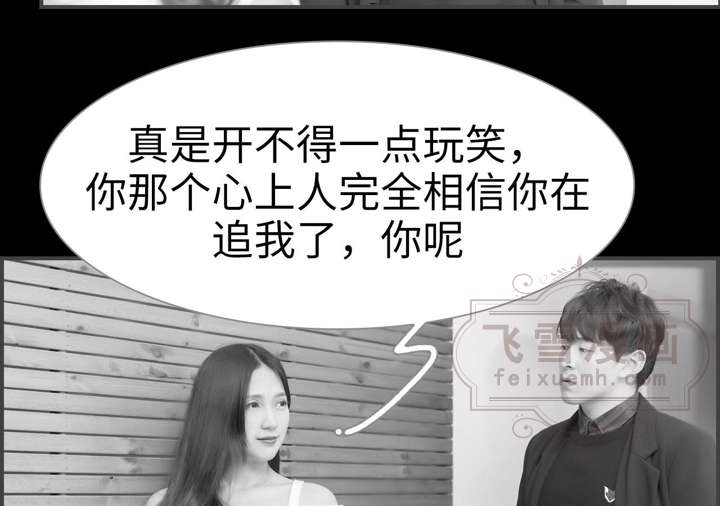 真是开不得一点玩笑，
你那个心上人完全相信你在
追我了，你呢
飞雪漫画
feixuemh.com